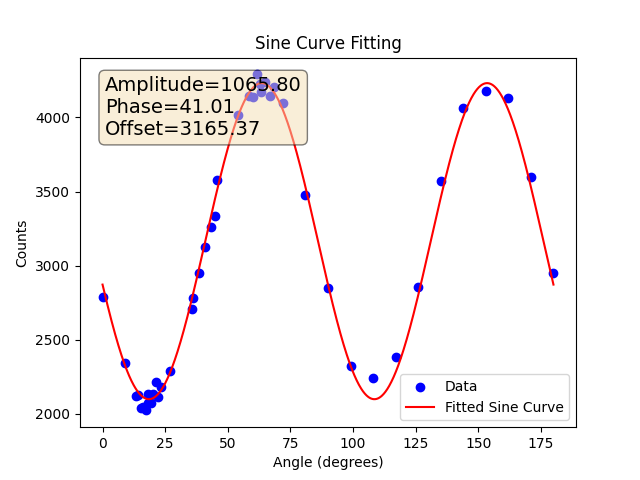 Sine Curve Fitting
Amplitude=1065.80
Phase=41.01
Offset=3165.37
4000
3500
3000
2500
2000
Counts
0 25 50 75 100 125 150 175
Angle (degrees)
Data
Fitted Sine Curve